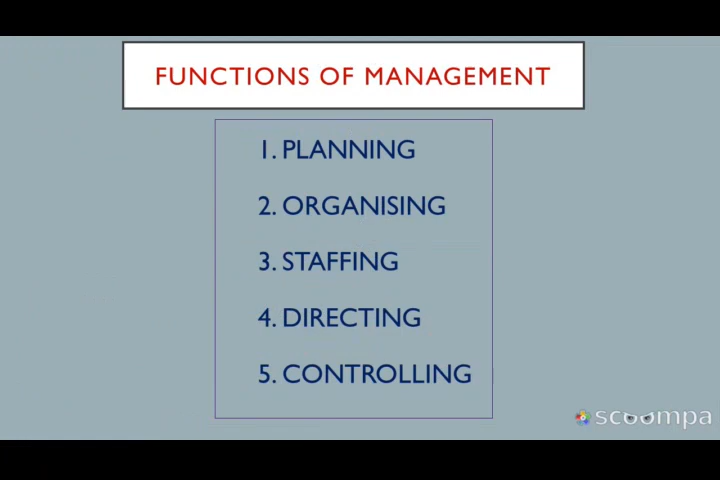 FUNCTIONS OF MANAGEMENT
1. PLANNING
2. ORGANISING
3. STAFFING
4. DIRECTING
5. CONTROLLING
scoompa